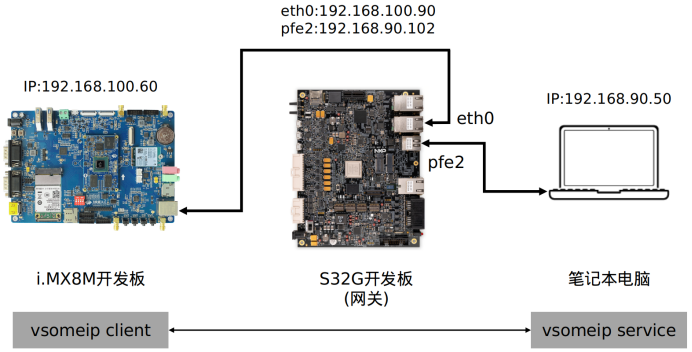 eth0:192.168.100.90
pfe2:192.168.90.102
IP:192.168.100.60
IP:192.168.90.50
eth0
NXP
pfe2
i.MX8M开发板
S32G开发板
(网关)
笔记本电脑
vsomeip client
vsomeip service